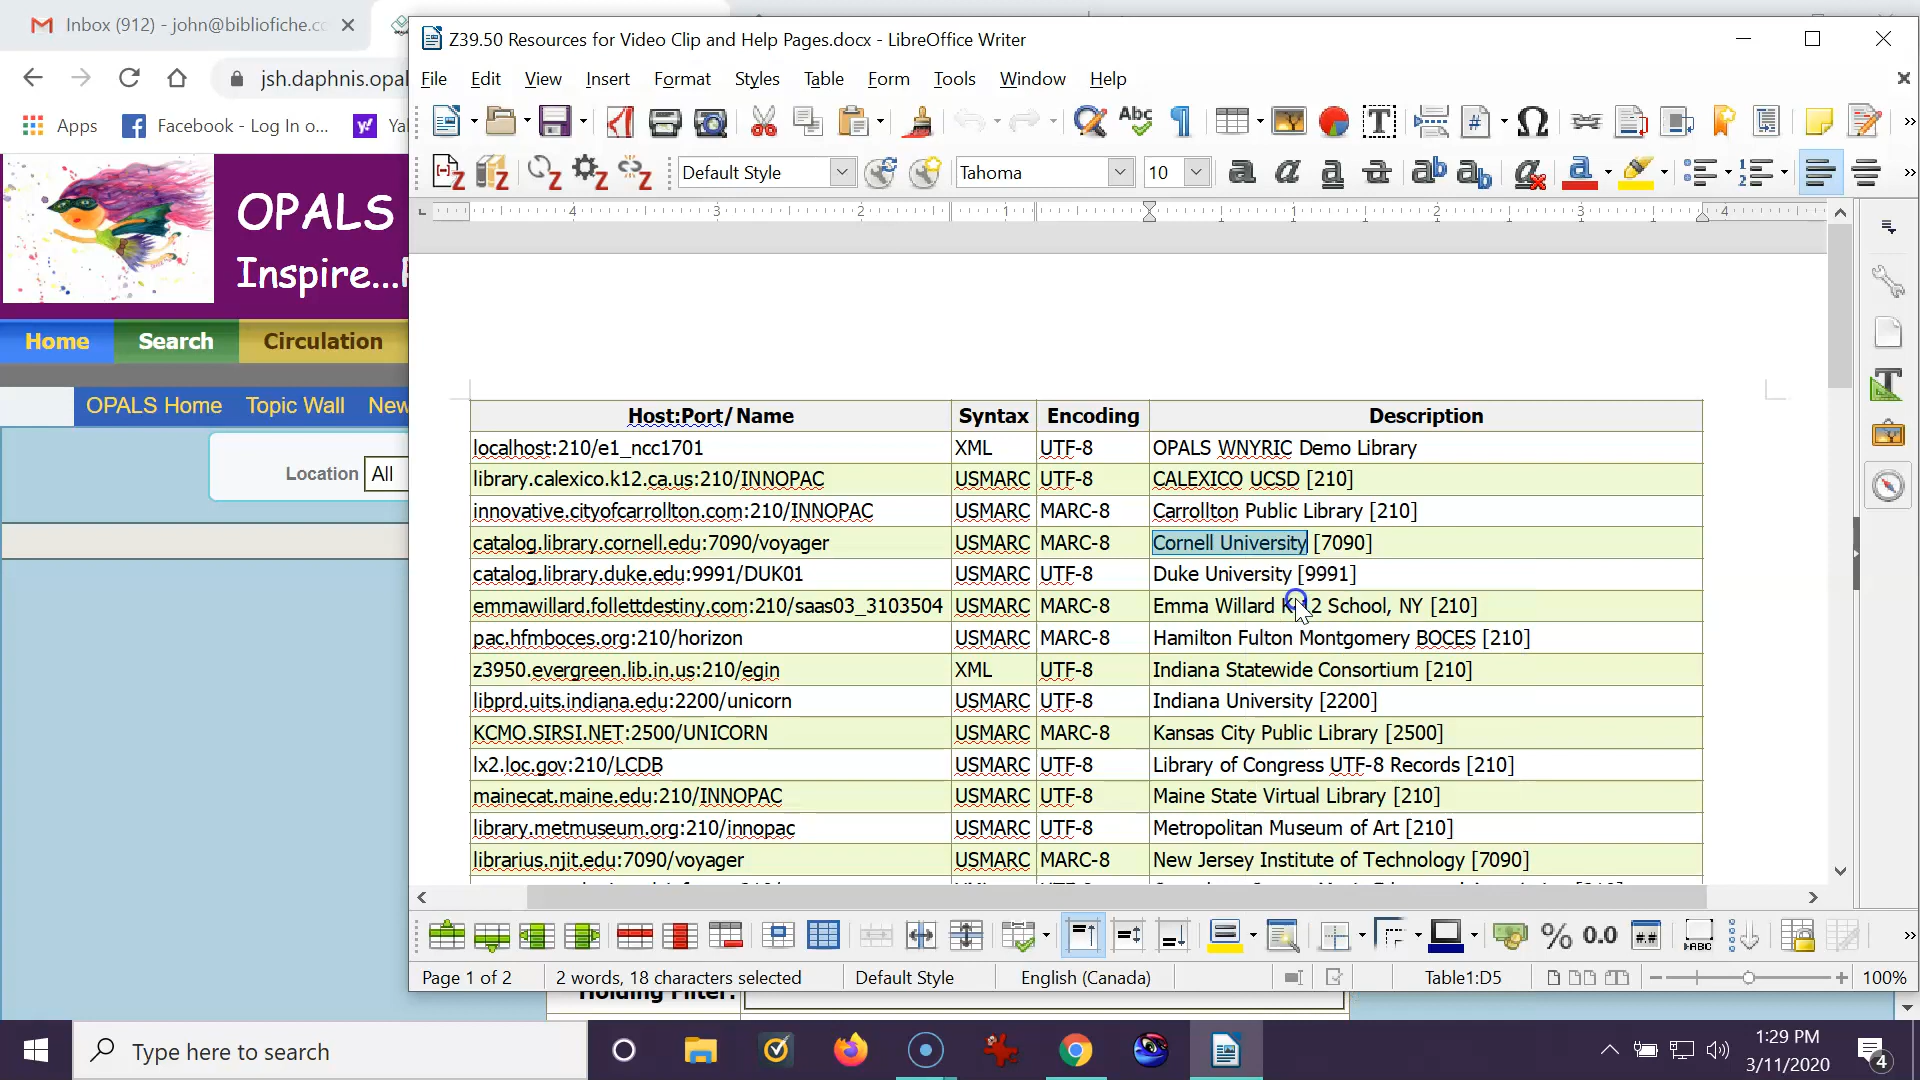 Inbox (912) - john@bibliofiche.c
jsh.daphnis.opal
Apps
Facebook - Log In o...
OPALS
Inspire...
Home
Search
Circulation
OPALS Home
Topic Wall
New
Location
All
Z39.50 Resources for Video Clip and Help Pages.docx - LibreOffice Writer
File Edit View Insert Format Styles Table Form Tools Window Help
Default Style
Tahoma
10
4 3 2 1 1 2 3 4
Host:Port/Name Syntax Encoding Description
localhost:210/e1_ncc1701 XML UTF-8 OPALS WNYRIC Demo Library
library.calexico.k12.ca.us:210/INNOPAC USMARC UTF-8 CALEXICO UCSD [210]
innovative.cityofcarrollton.com:210/INNOPAC USMARC MARC-8 Carrollton Public Library [210]
catalog.library.cornell.edu:7090/voyager USMARC MARC-8 Cornell University [7090]
catalog.library.duke.edu:9991/DUK01 USMARC UTF-8 Duke University [9991]
emmawillard.follettdestiny.com:210/saas03_3103504 USMARC MARC-8 Emma Willard K-12 School, NY [210]
pac.hfmboces.org:210/horizon USMARC MARC-8 Hamilton Fulton Montgomery BOCES [210]
z3950.evergreen.lib.in.us:210/egin XML UTF-8 Indiana Statewide Consortium [210]
libprd.uits.indiana.edu:2200/unicorn USMARC UTF-8 Indiana University [2200]
KCMO.SIRSI.NET:2500/UNICORN USMARC MARC-8 Kansas City Public Library [2500]
lx2.loc.gov:210/LCDB USMARC UTF-8 Library of Congress UTF-8 Records [210]
mainecat.maine.edu:210/INNOPAC USMARC UTF-8 Maine State Virtual Library [210]
library.metmuseum.org:210/innopac USMARC UTF-8 Metropolitan Museum of Art [210]
librarius.njit.edu:7090/voyager USMARC MARC-8 New Jersey Institute of Technology [7090]
Page 1 of 2
2 words, 18 characters selected
Default Style
English (Canada)
Table1:D5
100%
Holding Filter:
Type here to search
1:29 PM
3/11/2020
4